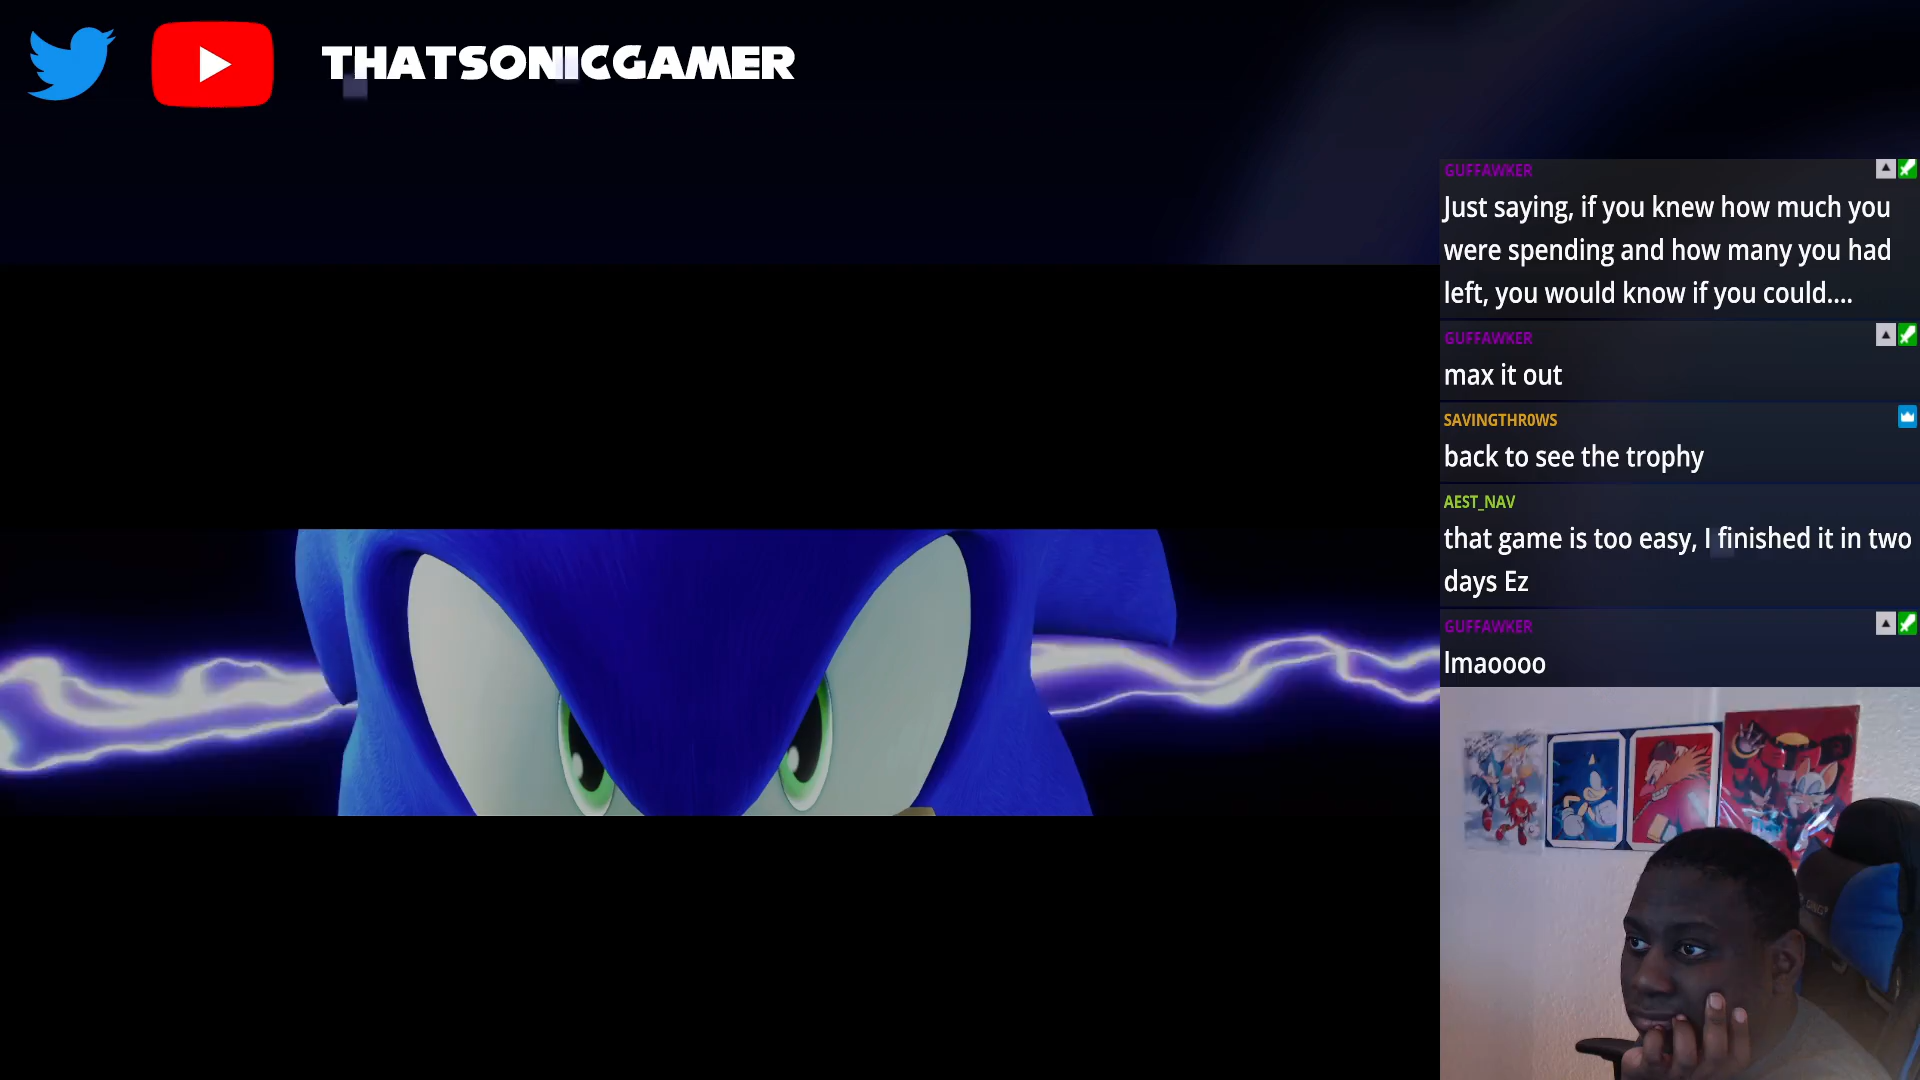 THATSONICGAMER
GUFFAWKER
Just saying, if you knew how much you
were spending and how many you had
left, you would know if you could....
GUFFAWKER
max it out
SAVINGTHR0WS
back to see the trophy
AEST_NAV
that game is too easy, I finished it in two
days Ez
GUFFAWKER
lmaoooo